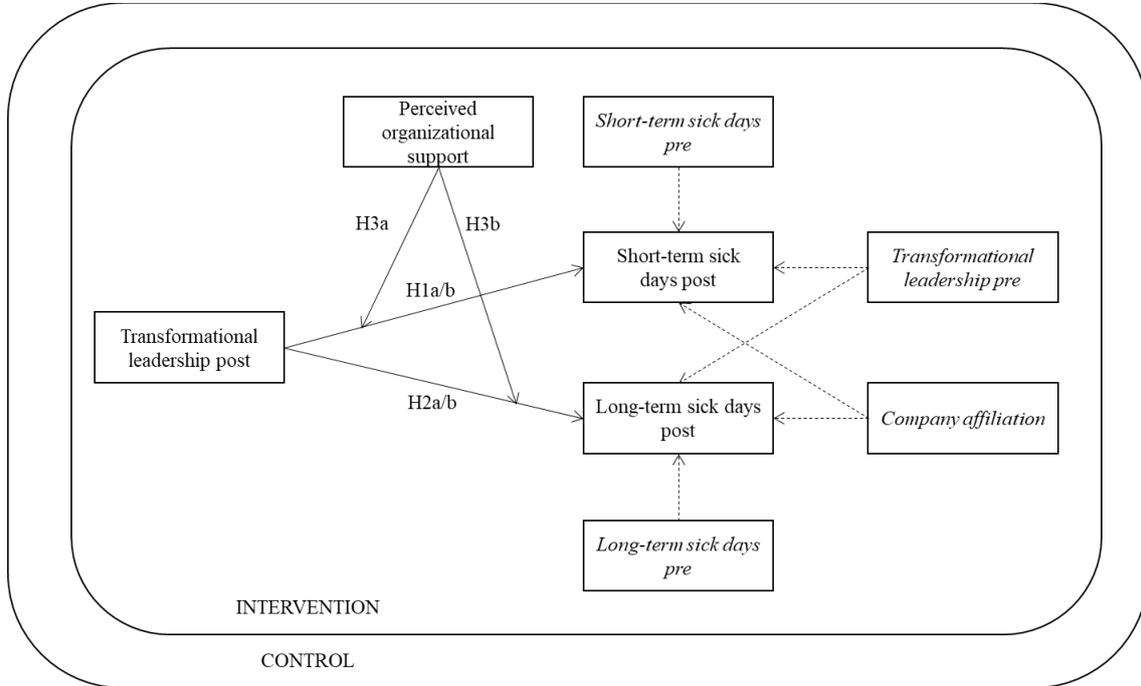 Perceived
organizational
support
Short-term sick days
pre
H3a
H3b
Short-term sick
days post
Transformational
leadership pre
H1a/b
Transformational
leadership post
H2a/b
Long-term sick days
post
Company affiliation
Long-term sick days
pre
INTERVENTION
CONTROL